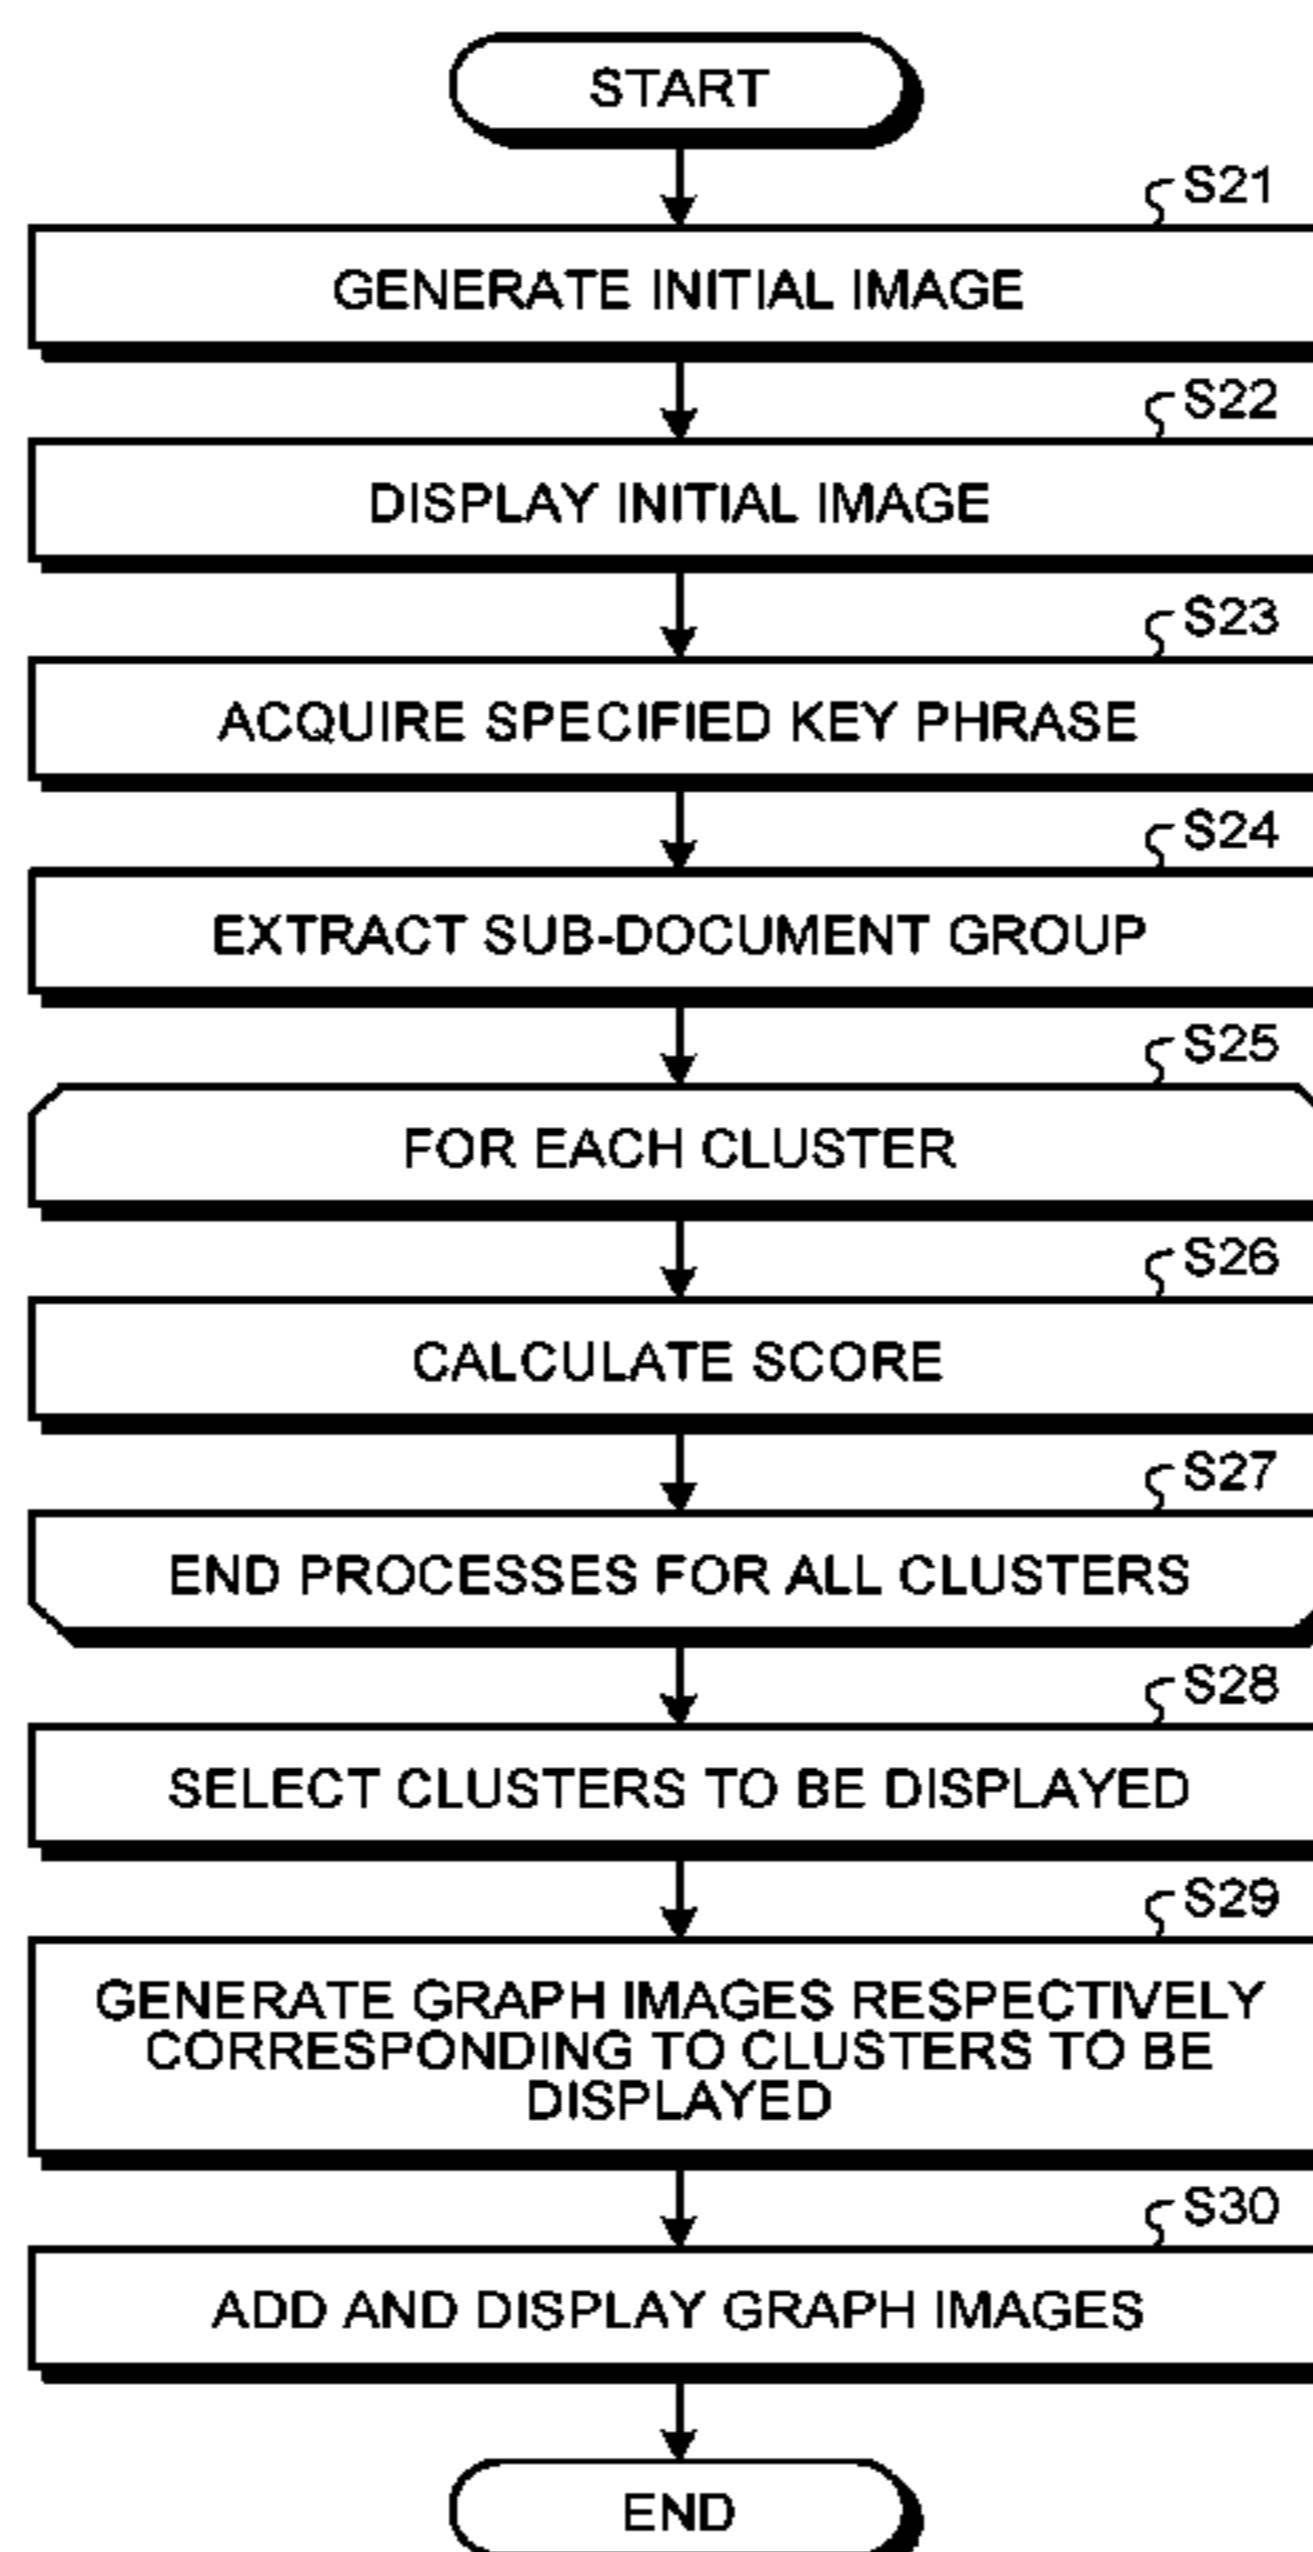 START
S21
GENERATE INITIAL IMAGE
S22
DISPLAY INITIAL IMAGE
S23
ACQUIRE SPECIFIED KEY PHRASE
S24
EXTRACT SUB-DOCUMENT GROUP
S25
FOR EACH CLUSTER
S26
CALCULATE SCORE
S27
END PROCESSES FOR ALL CLUSTERS
S28
SELECT CLUSTERS TO BE DISPLAYED
S29
GENERATE GRAPH IMAGES RESPECTIVELY
CORRESPONDING TO CLUSTERS TO BE
DISPLAYED
S30
ADD AND DISPLAY GRAPH IMAGES
END